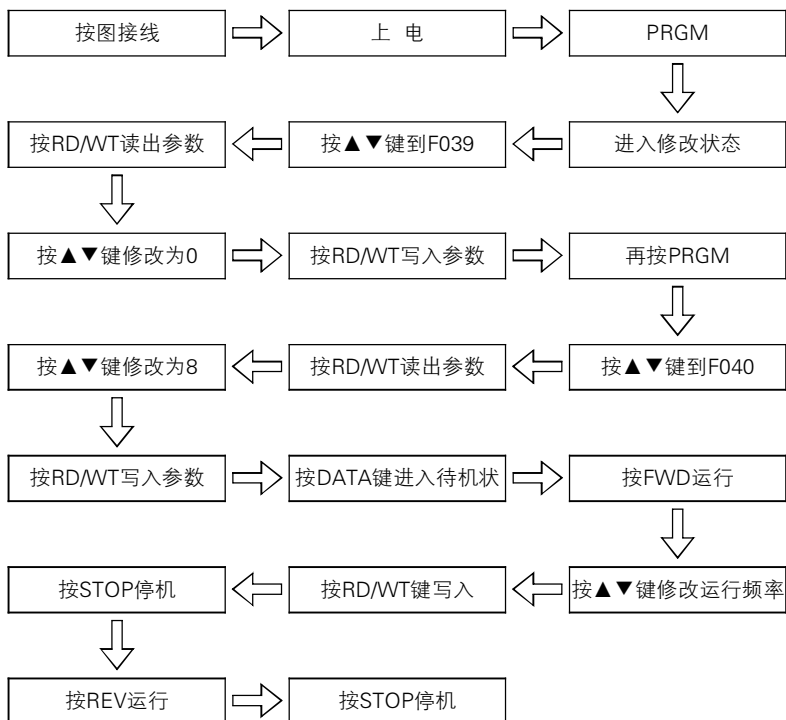 按图接线
上 电
PRGM
进入修改状态
按▲▼键到F039
按RD/WT读出参数
按▲▼键修改为0
按RD/WT写入参数
再按PRGM
按▲▼键到F040
按RD/WT读出参数
按▲▼键修改为8
按RD/WT写入参数
按DATA键进入待机状
按FWD运行
按▲▼键修改运行频率
按RD/WT键写入
按STOP停机
按REV运行
按STOP停机